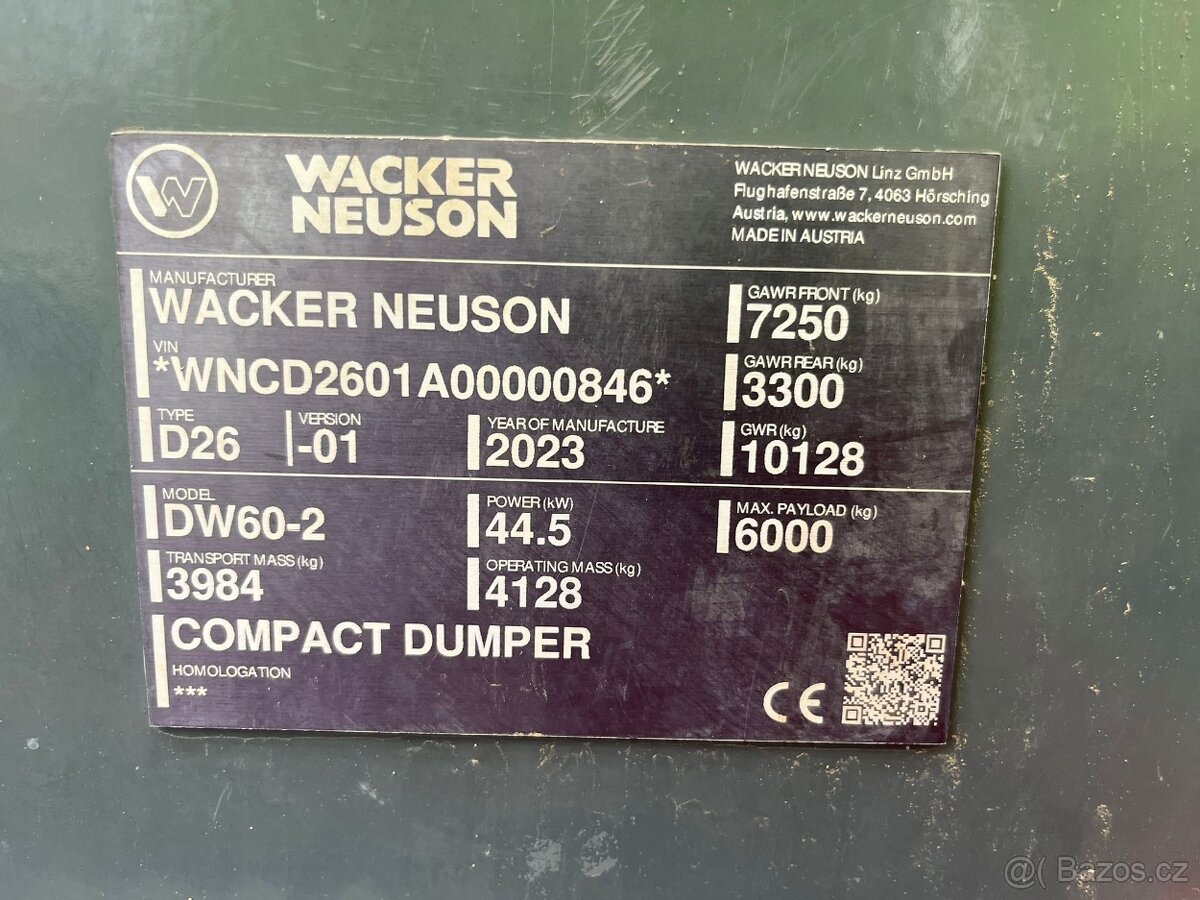 W
WACKER
NEUSON
WACKER NEUSON Linz GmbH
Flughafenstraße 7, 4063 Hörsching
Austria, www.wackerneuson.com
MADE IN AUSTRIA
MANUFACTURER
WACKER NEUSON
VIN
*WNCD2601A00000846*
GAWR FRONT (kg)
7250
GAWR REAR (kg)
3300
TYPE
D26
VERSION
-01
YEAR OF MANUFACTURE
2023
GWR (kg)
10128
MODEL
DW60-2
POWER (kW)
44.5
MAX. PAYLOAD (kg)
6000
TRANSPORT MASS (kg)
3984
OPERATING MASS (kg)
4128
COMPACT DUMPER
HOMOLOGATION
***
CE
@( Bazos.cz